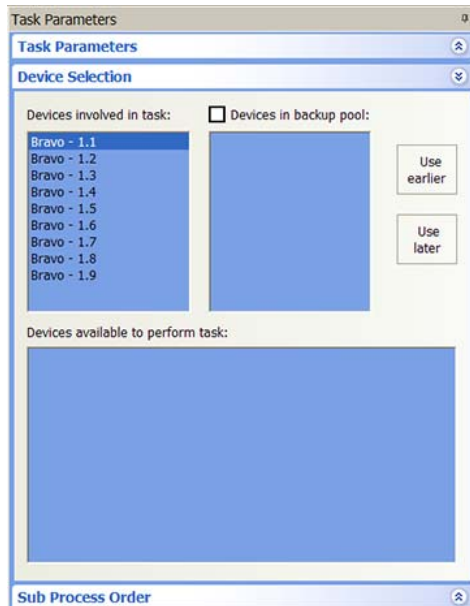 Task Parameters
Task Parameters
Device Selection
Devices involved in task:
Devices in backup pool:
Bravo - 1.1
Bravo - 1.2
Bravo - 1.3
Bravo - 1.4
Bravo - 1.5
Bravo - 1.6
Bravo - 1.7
Bravo - 1.8
Bravo - 1.9
Use
earlier
Use
later
Devices available to perform task:
Sub Process Order